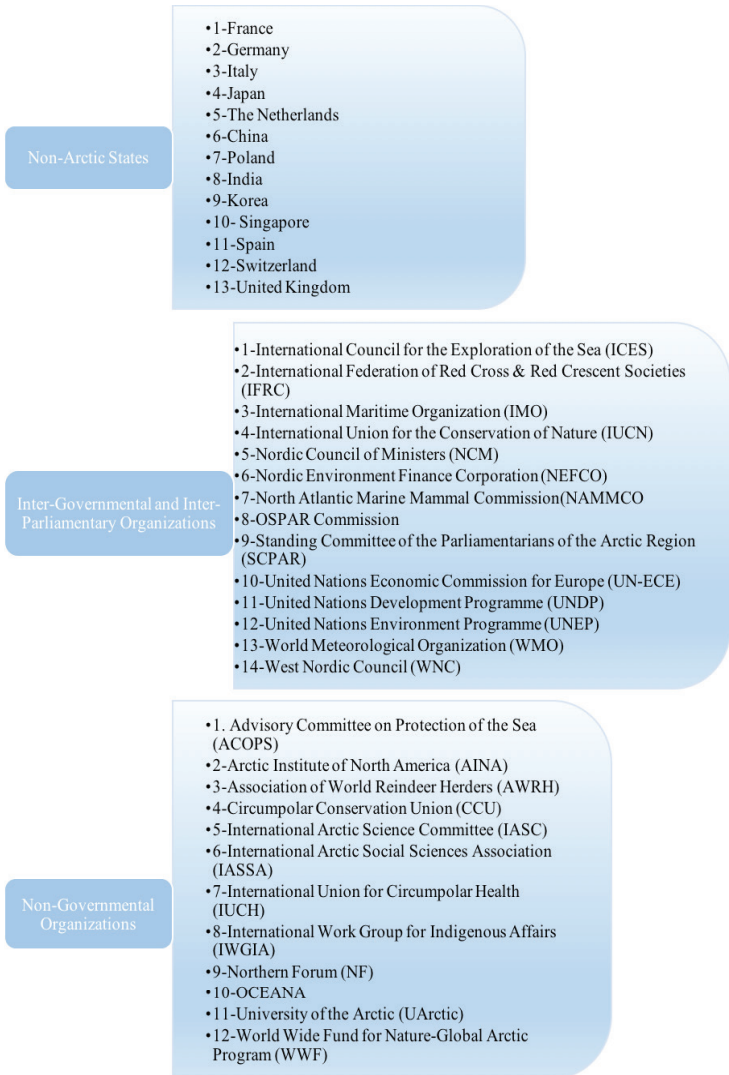 Non-Arctic States
•1-France
•2-Germany
•3-Italy
•4-Japan
•5-The Netherlands
•6-China
•7-Poland
•8-India
•9-Korea
•10- Singapore
•11-Spain
•12-Switzerland
•13-United Kingdom
Inter-Governmental and Inter-
Parliamentary Organizations
•1-International Council for the Exploration of the Sea (ICES)
•2-International Federation of Red Cross & Red Crescent Societies
(IFRC)
•3-International Maritime Organization (IMO)
•4-International Union for the Conservation of Nature (IUCN)
•5-Nordic Council of Ministers (NCM)
•6-Nordic Environment Finance Corporation (NEFCO)
•7-North Atlantic Marine Mammal Commission(NAMMCO
•8-OSPAR Commission
•9-Standing Committee of the Parliamentarians of the Arctic Region
(SCPAR)
•10-United Nations Economic Commission for Europe (UN-ECE)
•11-United Nations Development Programme (UNDP)
•12-United Nations Environment Programme (UNEP)
•13-World Meteorological Organization (WMO)
•14-West Nordic Council (WNC)
Non-Governmental
Organizations
•1. Advisory Committee on Protection of the Sea
(ACOPS)
•2-Arctic Institute of North America (AINA)
•3-Association of World Reindeer Herders (AWRH)
•4-Circumpolar Conservation Union (CCU)
•5-International Arctic Science Committee (IASC)
•6-International Arctic Social Sciences Association
(IASSA)
•7-International Union for Circumpolar Health
(IUCH)
•8-International Work Group for Indigenous Affairs
(IWGIA)
•9-Northern Forum (NF)
•10-OCEANA
•11-University of the Arctic (UArctic)
•12-World Wide Fund for Nature-Global Arctic
Program (WWF)